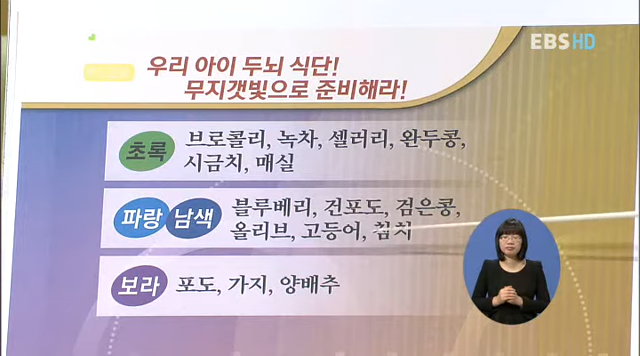 EBS HD
우리 아이 두뇌 식단!
무지갯빛으로 준비해라!
초록
브로콜리, 녹차, 셀러리, 완두콩,
시금치, 매실
파랑 남색
블루베리, 건포도, 검은콩,
올리브, 고등어, 참치
보라
포도, 가지, 양배추